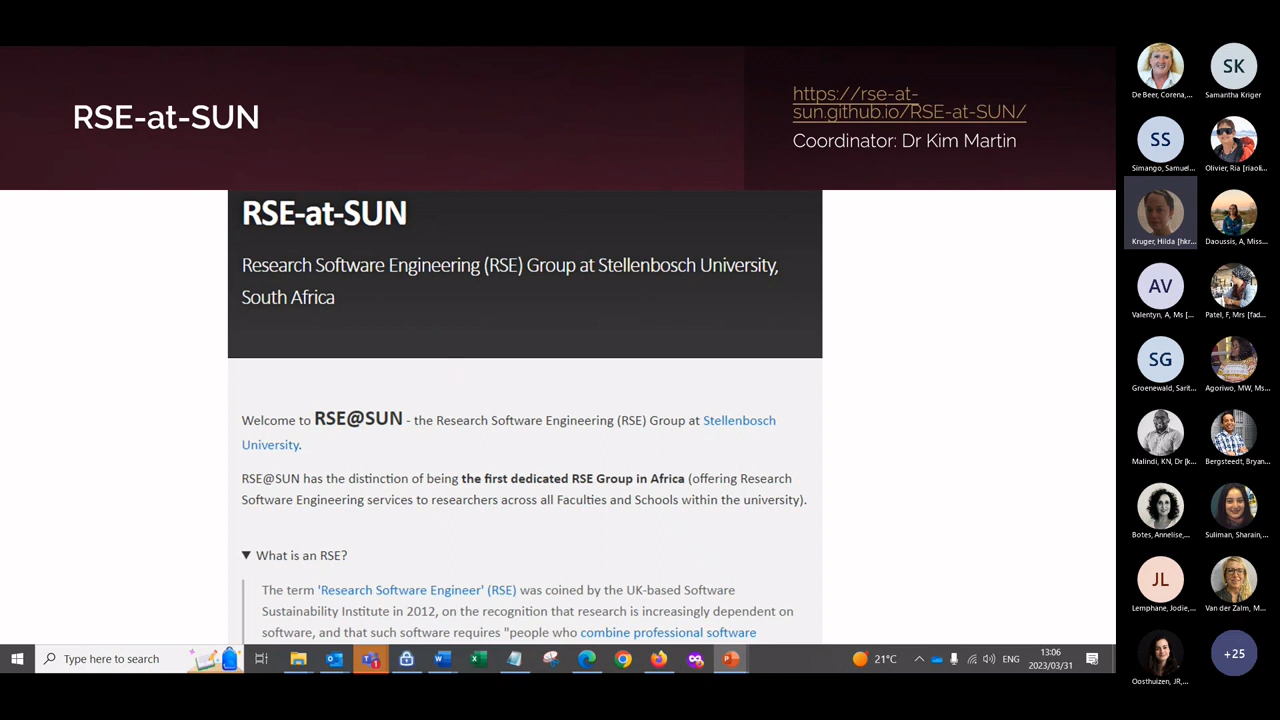 RSE-at-SUN
https://rse-at-
sun.github.io/RSE-at-SUN/
Coordinator: Dr Kim Martin
RSE-at-SUN
Research Software Engineering (RSE) Group at Stellenbosch University,
South Africa
Welcome to RSE@SUN - the Research Software Engineering (RSE) Group at Stellenbosch
University.
RSE@SUN has the distinction of being the first dedicated RSE Group in Africa (offering Research
Software Engineering services to researchers across all Faculties and Schools within the university).
▼ What is an RSE?
The term 'Research Software Engineer' (RSE) was coined by the UK-based Software
Sustainability Institute in 2012, on the recognition that research is increasingly dependent on
software, and that such software requires "people who combine professional software
Type here to search
21°C
ENG
13:06
2023/03/31
De Beer, Corena,...
SK
Samantha Kriger
SS
Simango, Samuel...
Olivier, Ria [riaoli...
Kruger, Hilda [hkr...
Daoussis, A, Miss...
AV
Valentyn, A, Ms [...
Patel, F, Mrs [fad...
SG
Groenewald, Sarit...
Agoriwo, MW, Ms...
Malindi, KN, Dr [k...
Bergsteedt, Bryan...
Botes, Annelise,...
Suliman, Sharain,...
JL
Lemphane, Jodie,...
Van der Zalm, M...
Oosthuizen, JR,...
+25